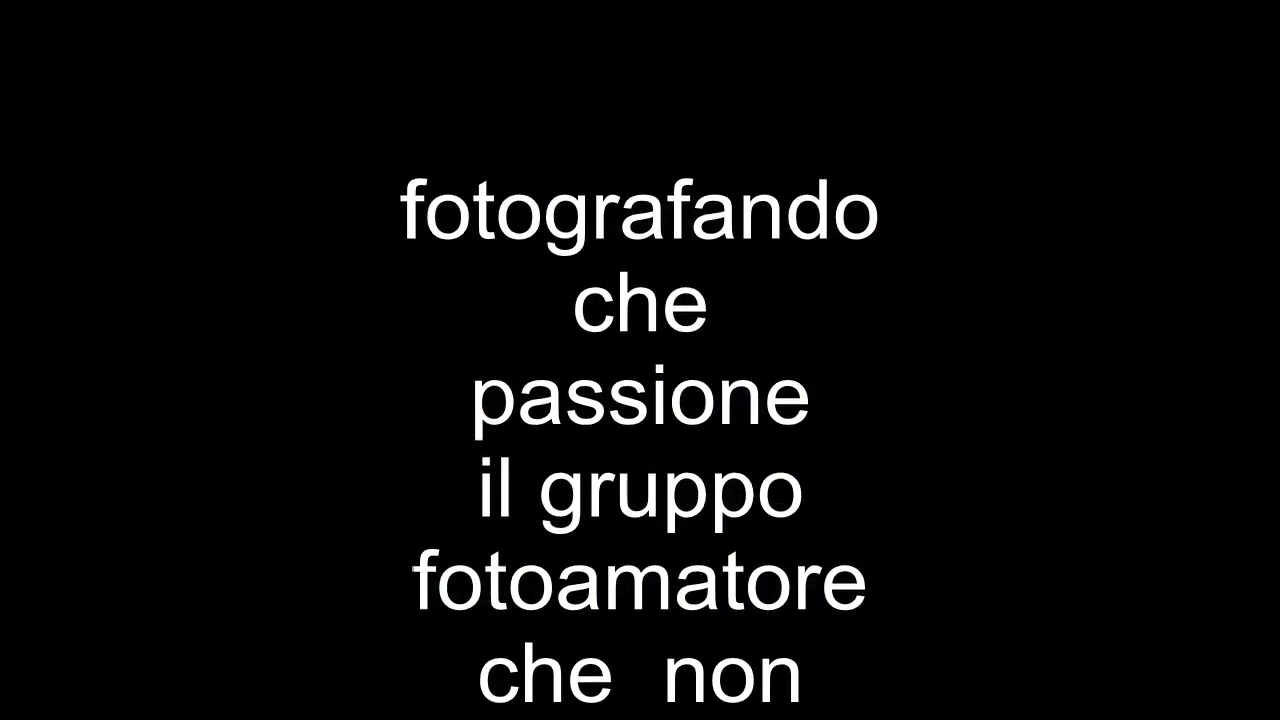 fotografando
che
passione
il gruppo
fotoamatore
che non